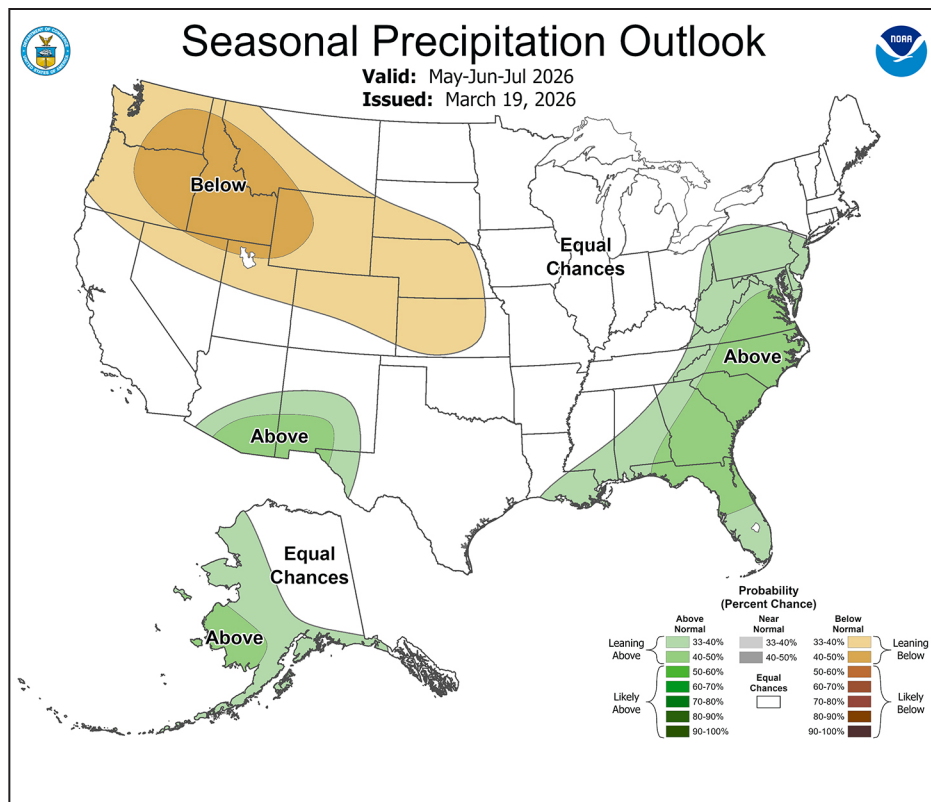 Seasonal Precipitation Outlook
Valid: May-Jun-Jul 2026
Issued: March 19, 2026
NOAA
Below
Equal
Chances
Above
Above
Equal
Chances
Above
Probability
(Percent Chance)
Above
Normal
Near
Normal
Below
Normal
Leaning
Above
33-40%
40-50%
33-40%
40-50%
33-40%
40-50%
Leaning
Below
Likely
Above
50-60%
60-70%
70-80%
80-90%
90-100%
Equal
Chances
50-60%
60-70%
70-80%
80-90%
90-100%
Likely
Below